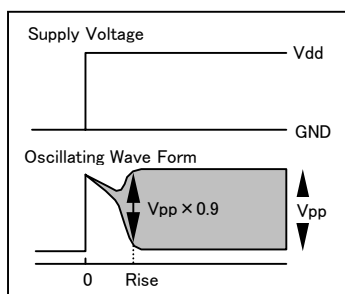 Supply Voltage
Vdd
GND
Oscillating Wave Form
Vpp×0.9
Vpp
0 Rise